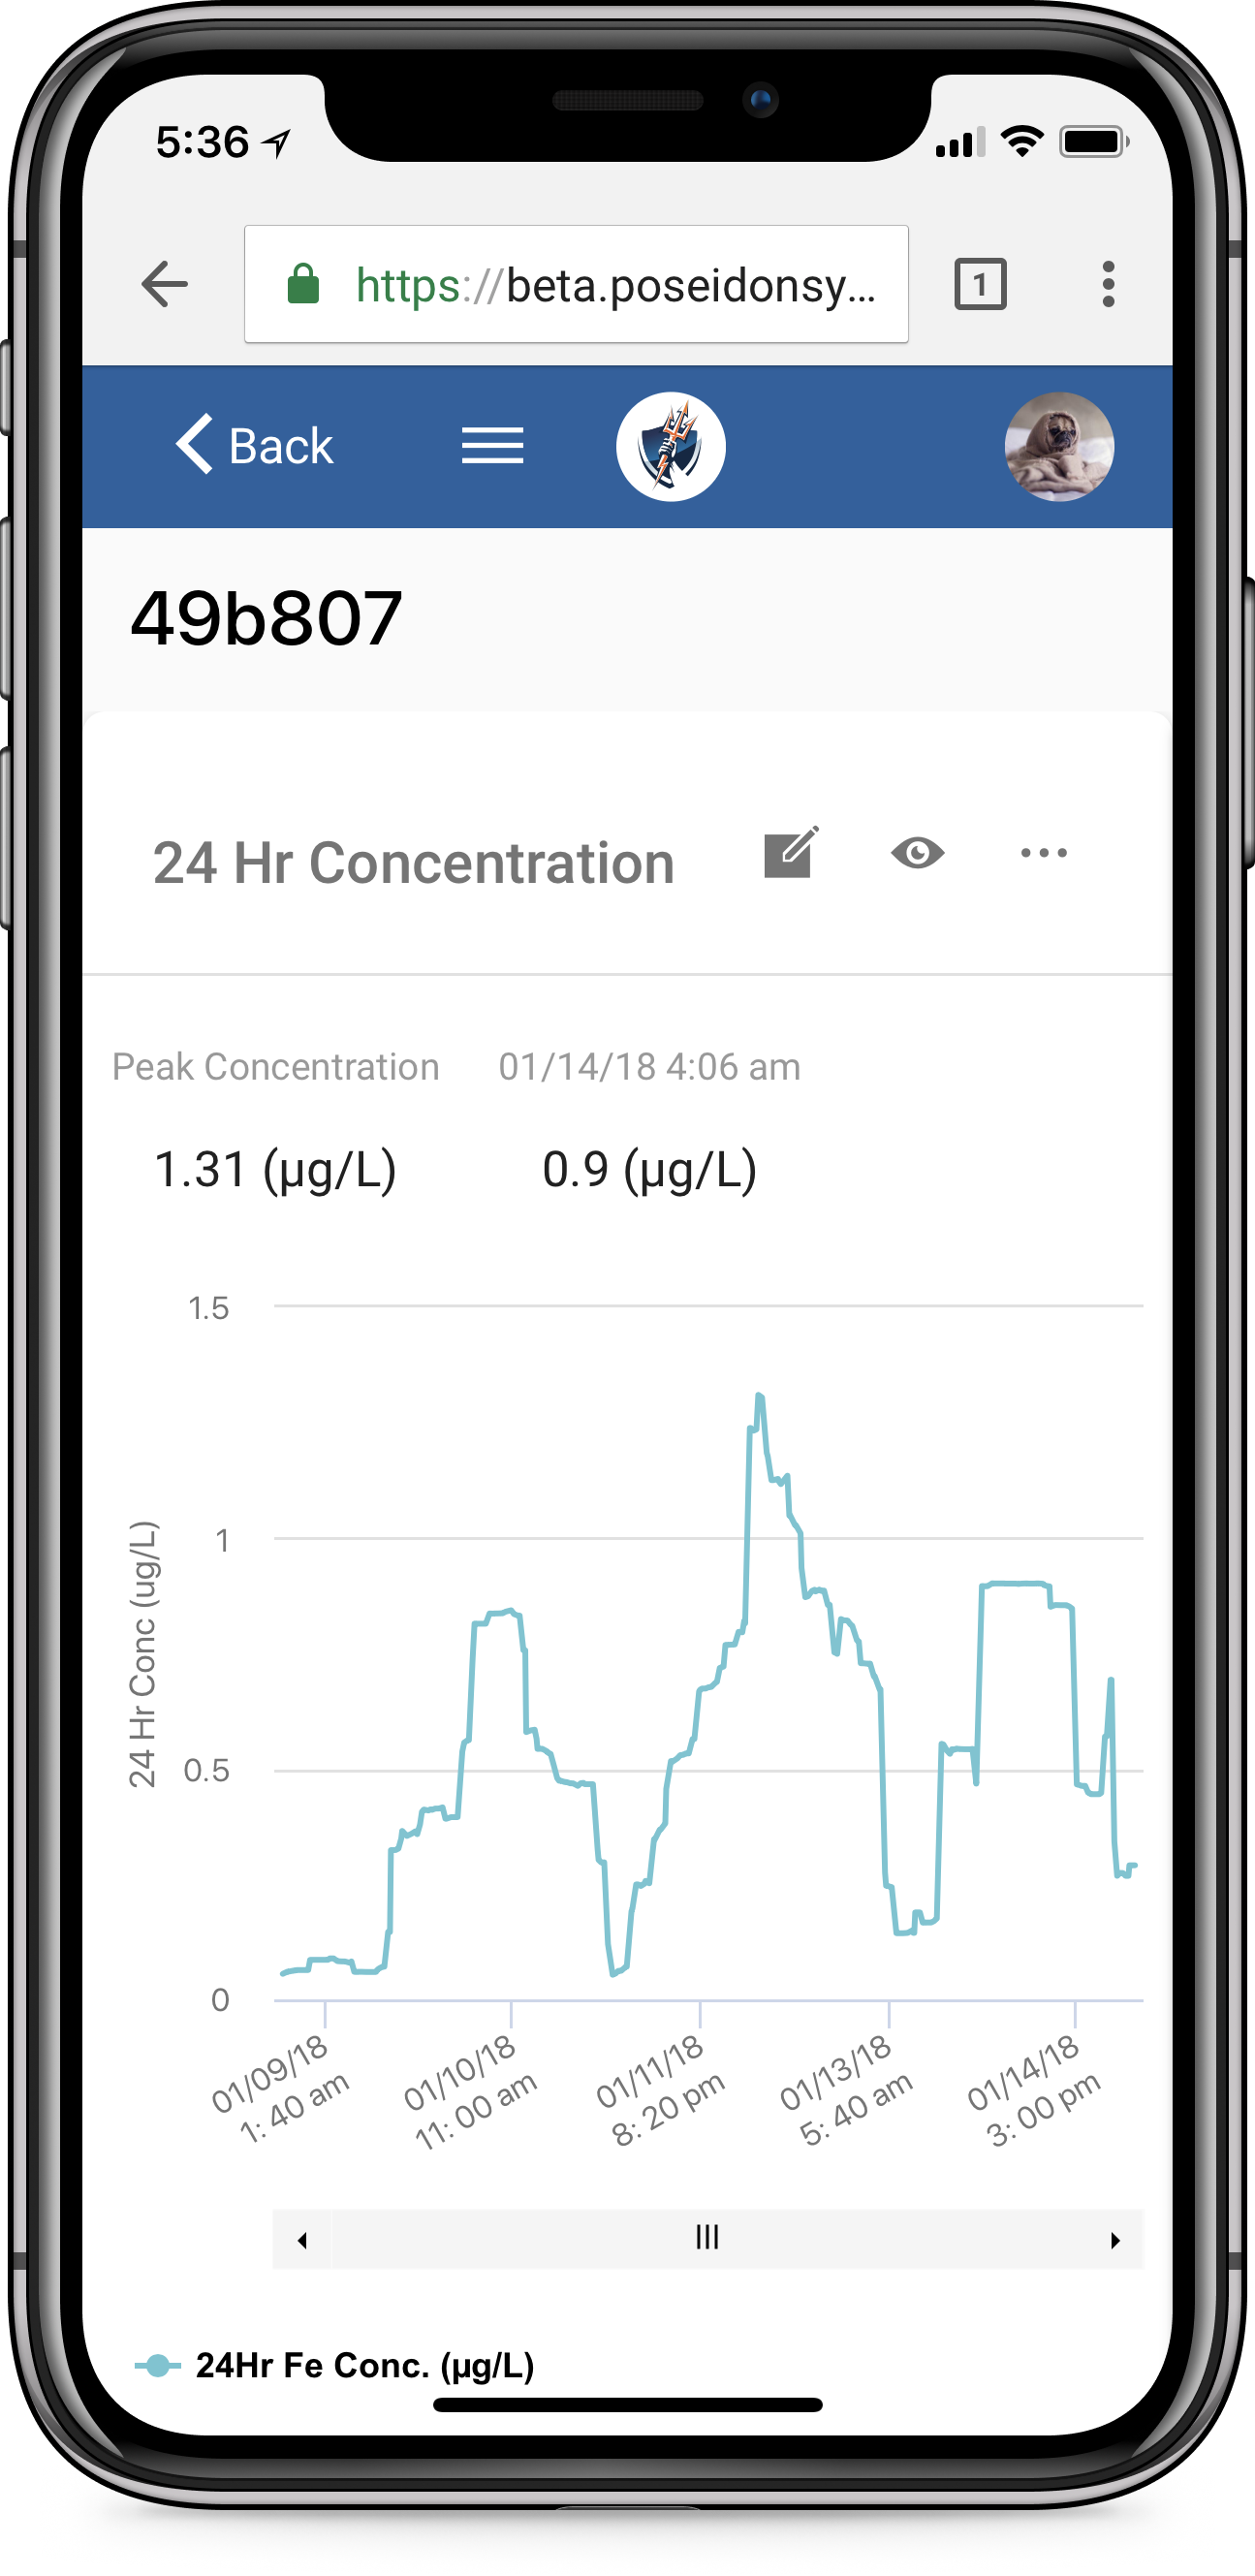 5:36
https://beta.poseidonsy...
1
Back
49b807
24 Hr Concentration
Peak Concentration 01/14/18 4:06 am
1.31 (µg/L) 0.9 (µg/L)
1.5
1
0.5
0
24 Hr Conc (ug/L)
01/09/18
1: 40 am
01/10/18
11: 00 am
01/11/18
8: 20 pm
01/13/18
5: 40 am
01/14/18
3: 00 pm
24Hr Fe Conc. (µg/L)